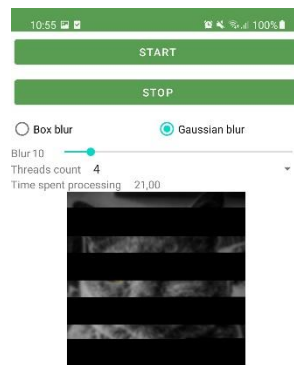 10:55 100%
START
STOP
Box blur Gaussian blur
Blur 10
Threads count 4
Time spent processing 21,00